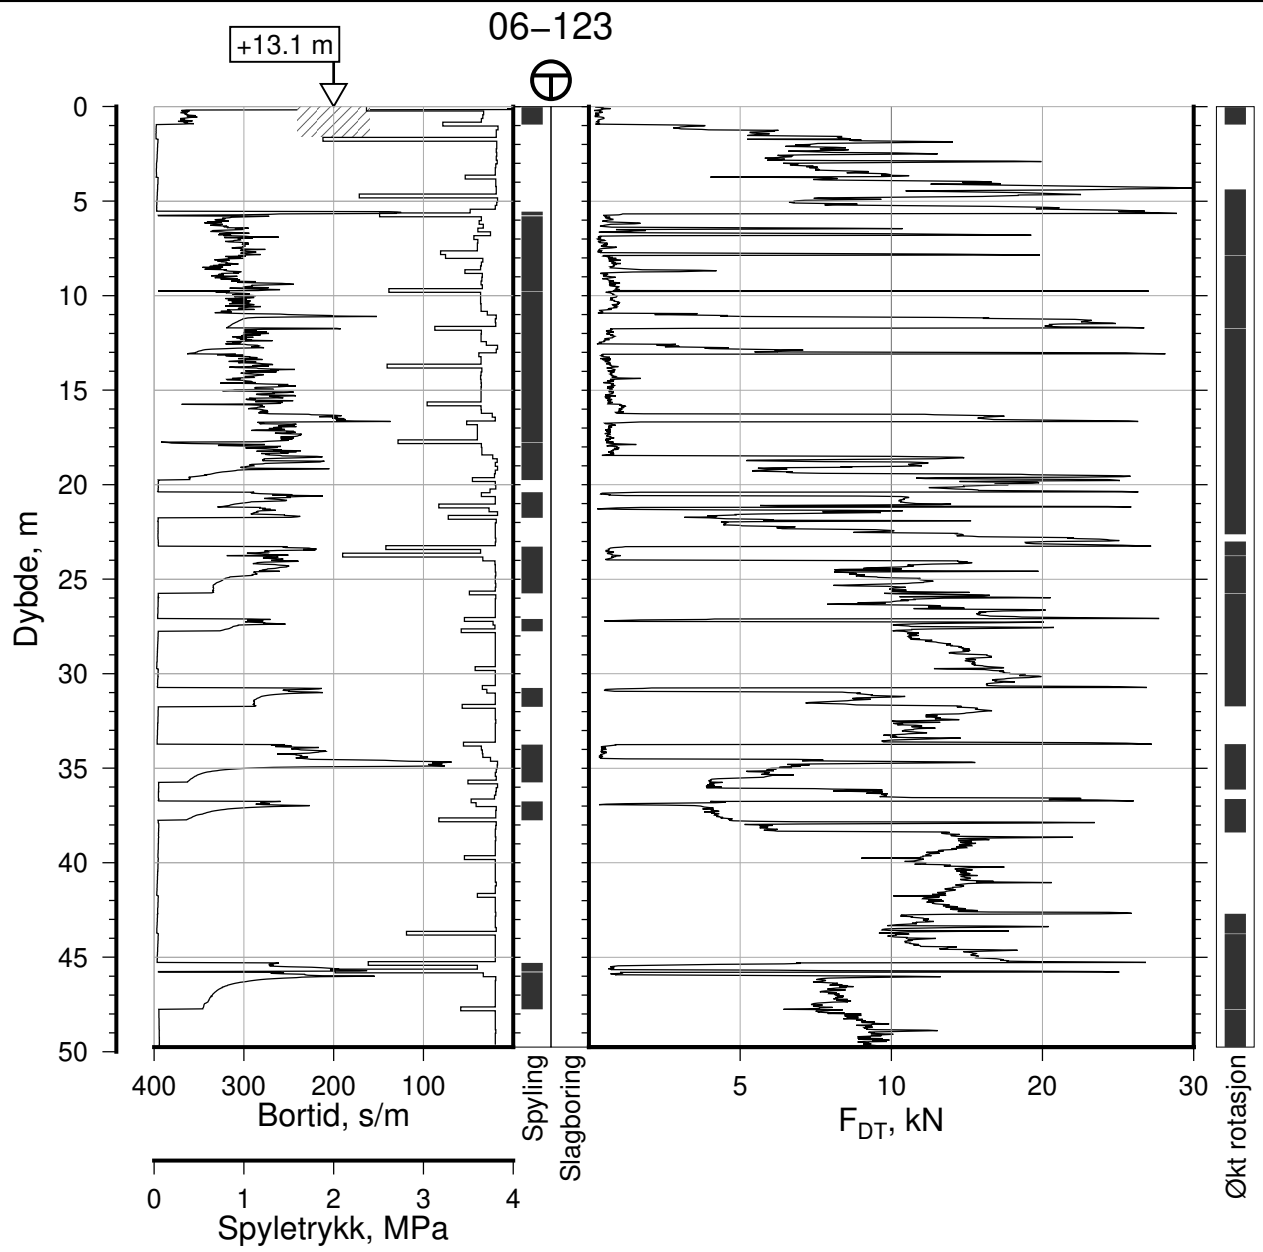 06–123
+13.1 m
Dybde, m
0
5
10
15
20
25
30
35
40
45
50
400 300 200 100
Bortid, s/m
0 1 2 3 4
Spyletrykk, MPa
Spyling
Slagboring
5 10 20 30
F_DT, kN
Økt rotasjon